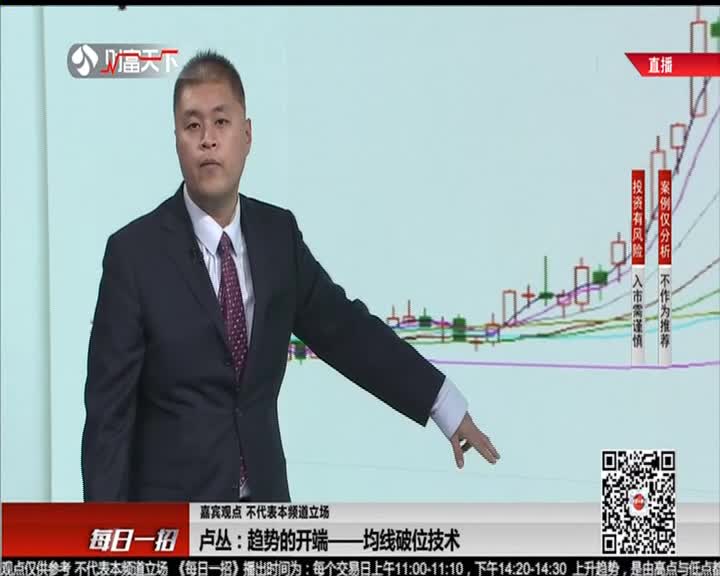 财富天下
直播
案例仅分析 不作为推荐
投资有风险 入市需谨慎
嘉宾观点 不代表本频道立场
每日一招
卢丛：趋势的开端——均线破位技术
观点仅供参考 不代表本频道立场 《每日一招》播出时间为：每个交易日上午11:00-11:10，下午14:20-14:30 上升趋势，是由高点与低点都